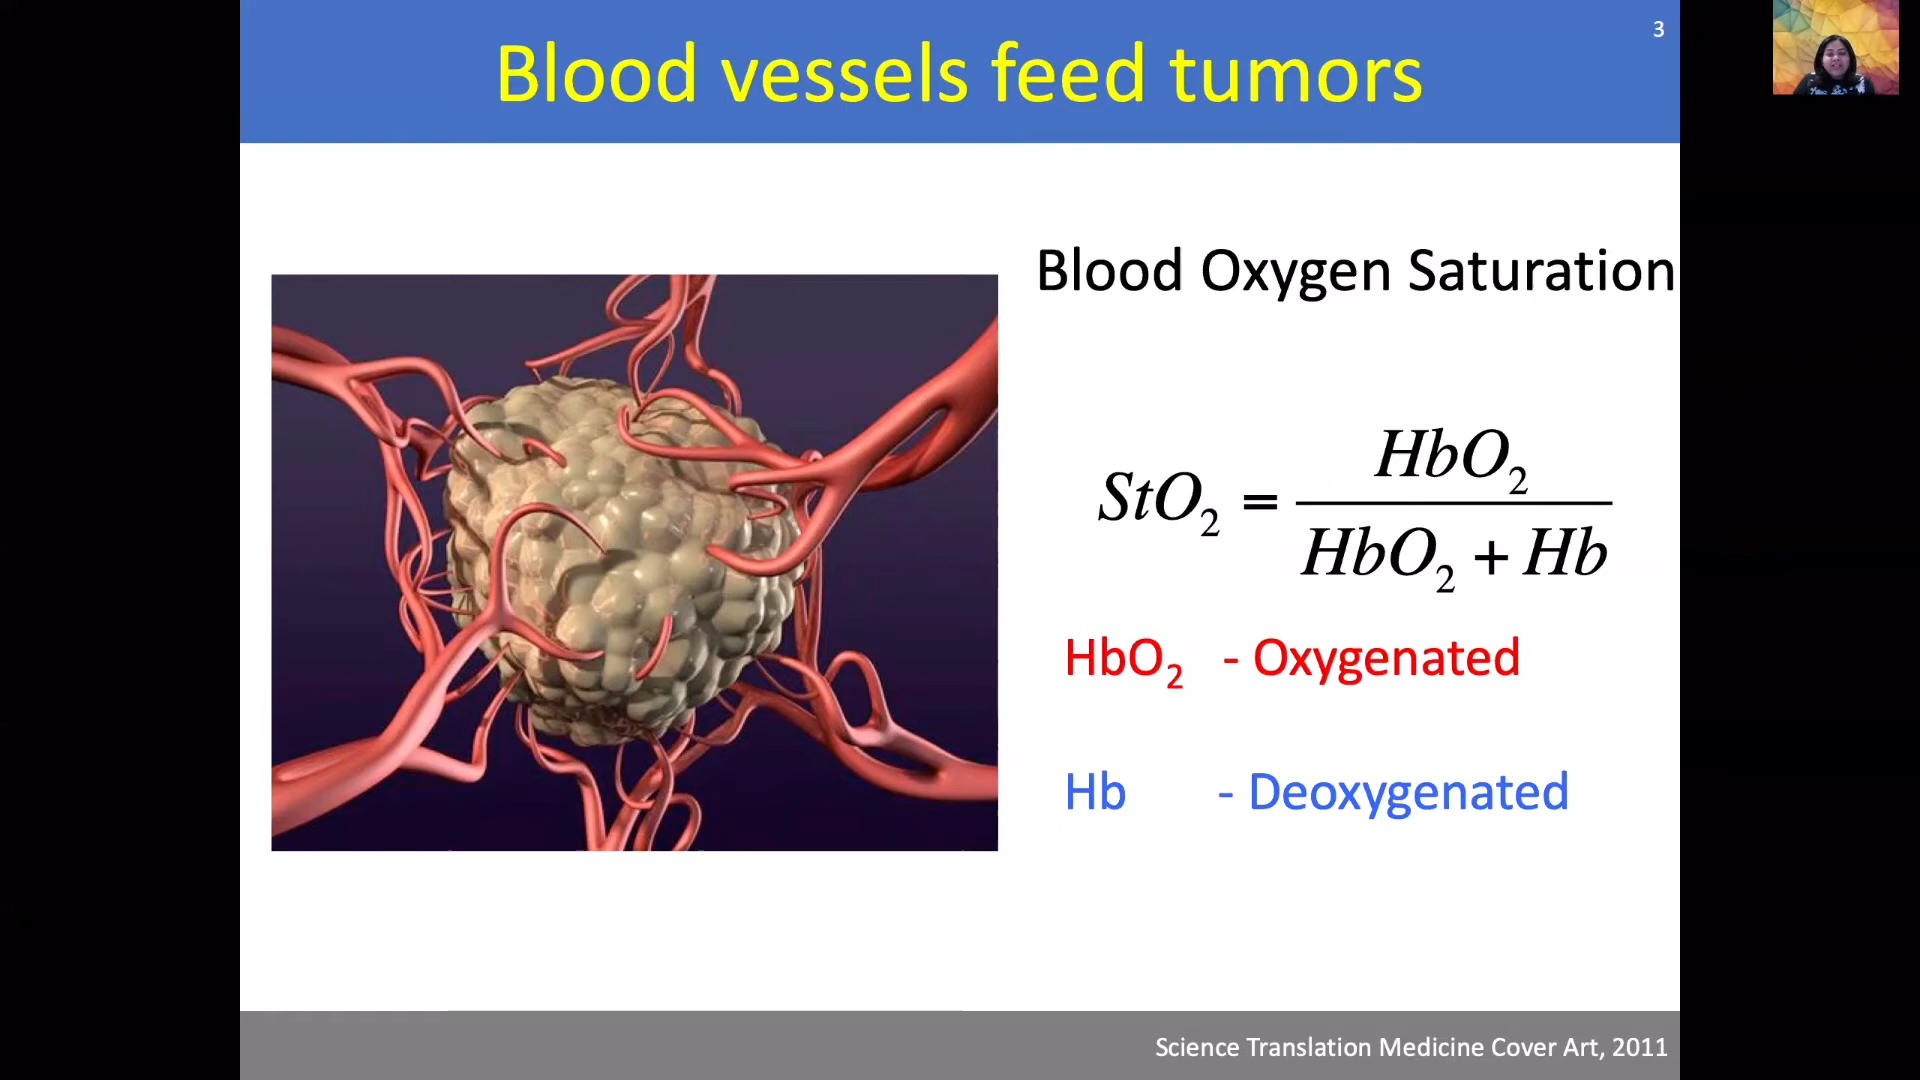 3
Blood vessels feed tumors
Blood Oxygen Saturation
StO₂ = HbO₂ / HbO₂ + Hb
HbO₂ - Oxygenated
Hb - Deoxygenated
Science Translation Medicine Cover Art, 2011